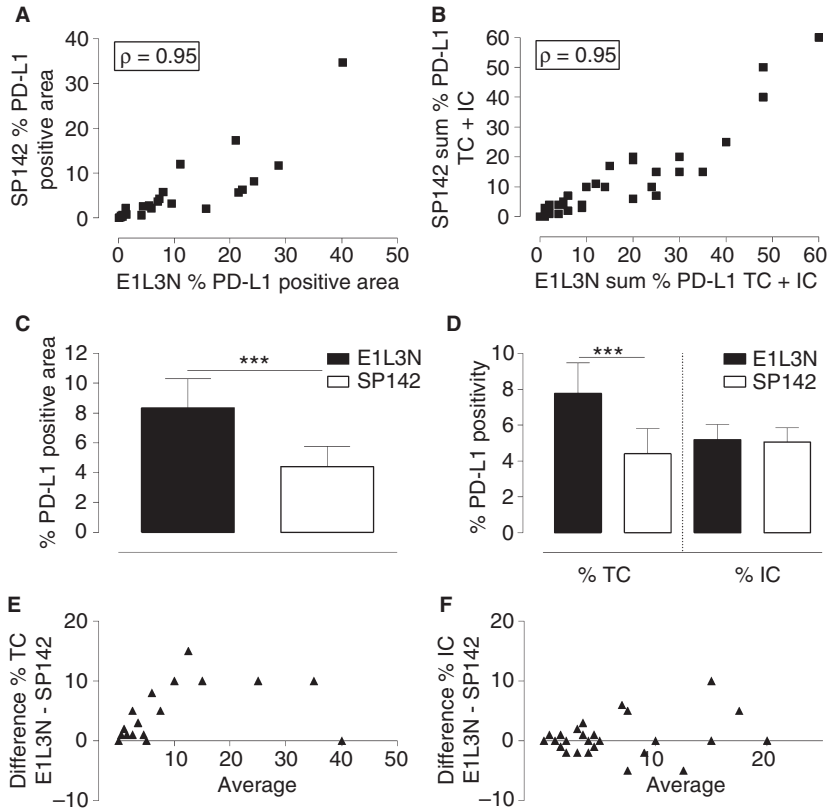 A
40
30
20
10
0
ρ = 0.95
SP142 % PD-L1
positive area
0 10 20 30 40 50
E1L3N % PD-L1 positive area
B
60
50
40
30
20
10
0
ρ = 0.95
SP142 sum % PD-L1
TC + IC
0 10 20 30 40 50 60
E1L3N sum % PD-L1 TC + IC
C
12
10
8
6
4
2
0
% PD-L1 positive area
***
E1L3N
SP142
D
10
8
6
4
2
0
% PD-L1 positivity
***
E1L3N
SP142
% TC % IC
E
20
10
0
−10
Difference % TC
E1L3N - SP142
10 20 30 40 50
Average
F
20
10
0
−10
Difference % IC
E1L3N - SP142
10 20
Average